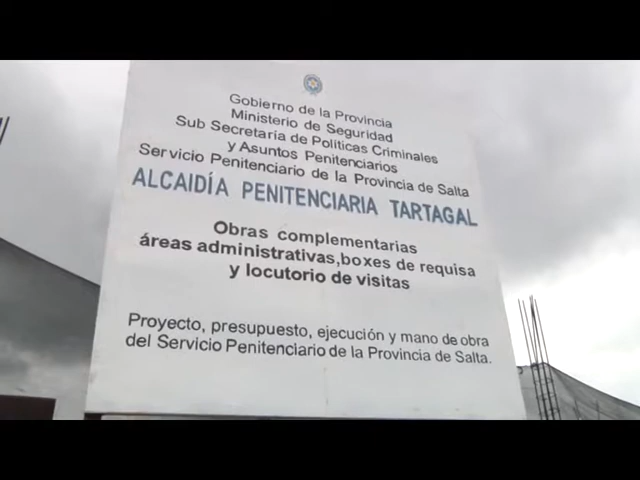 Gobierno de la Provincia
Ministerio de Seguridad
Sub Secretaria de Políticas Criminales
y Asuntos Penitenciarios
Servicio Penitenciario de la Provincia de Salta
ALCAIDÍA PENITENCIARIA TARTAGAL
Obras complementarias
áreas administrativas,boxes de requisa
y locutorio de visitas
Proyecto, presupuesto, ejecución y mano de obra
del Servicio Penitenciario de la Provincia de Salta.